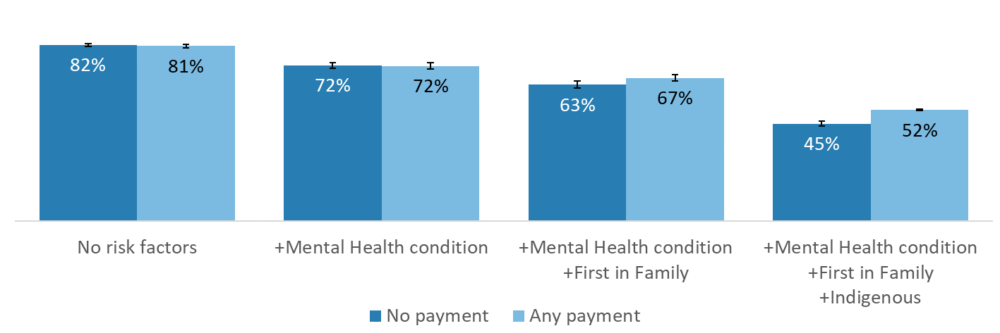 82%
81%
72%
72%
63%
67%
45%
52%
No risk factors
+Mental Health condition
+Mental Health condition
+First in Family
+Mental Health condition
+First in Family
+Indigenous
No payment
Any payment